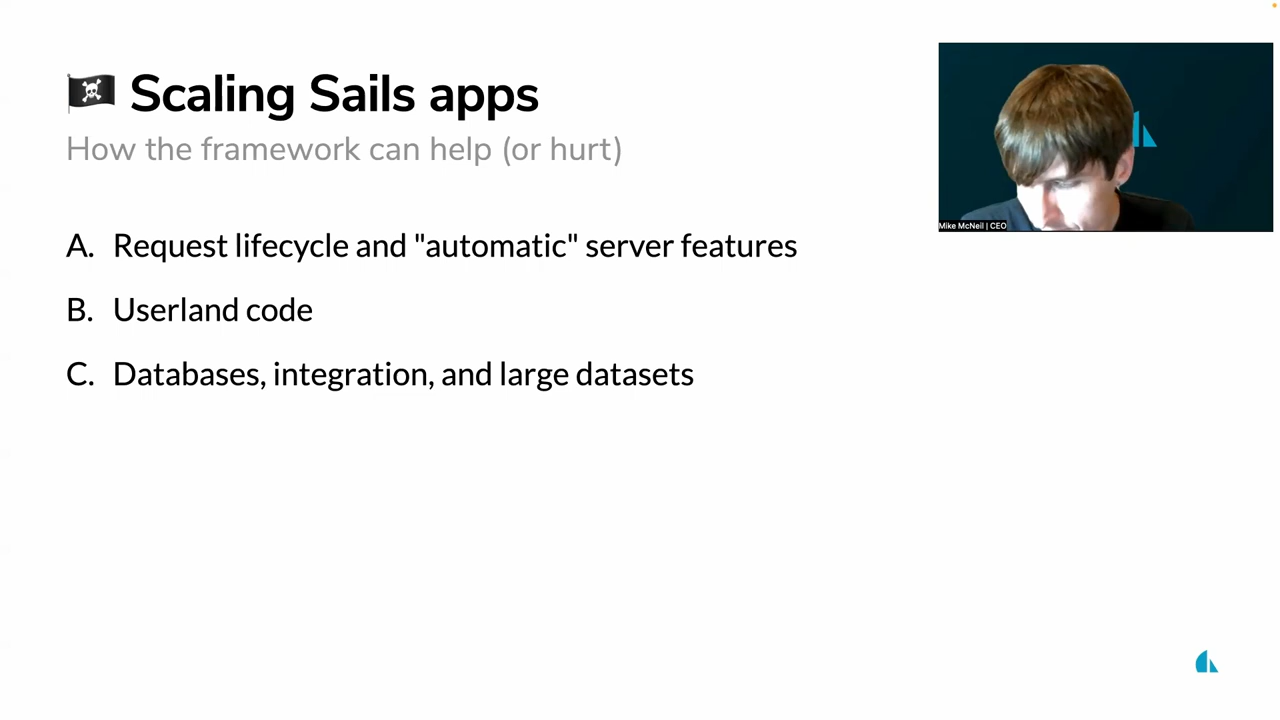 Scaling Sails apps
How the framework can help (or hurt)
A. Request lifecycle and "automatic" server features
B. Userland code
C. Databases, integration, and large datasets
Mike McNeil | CEO